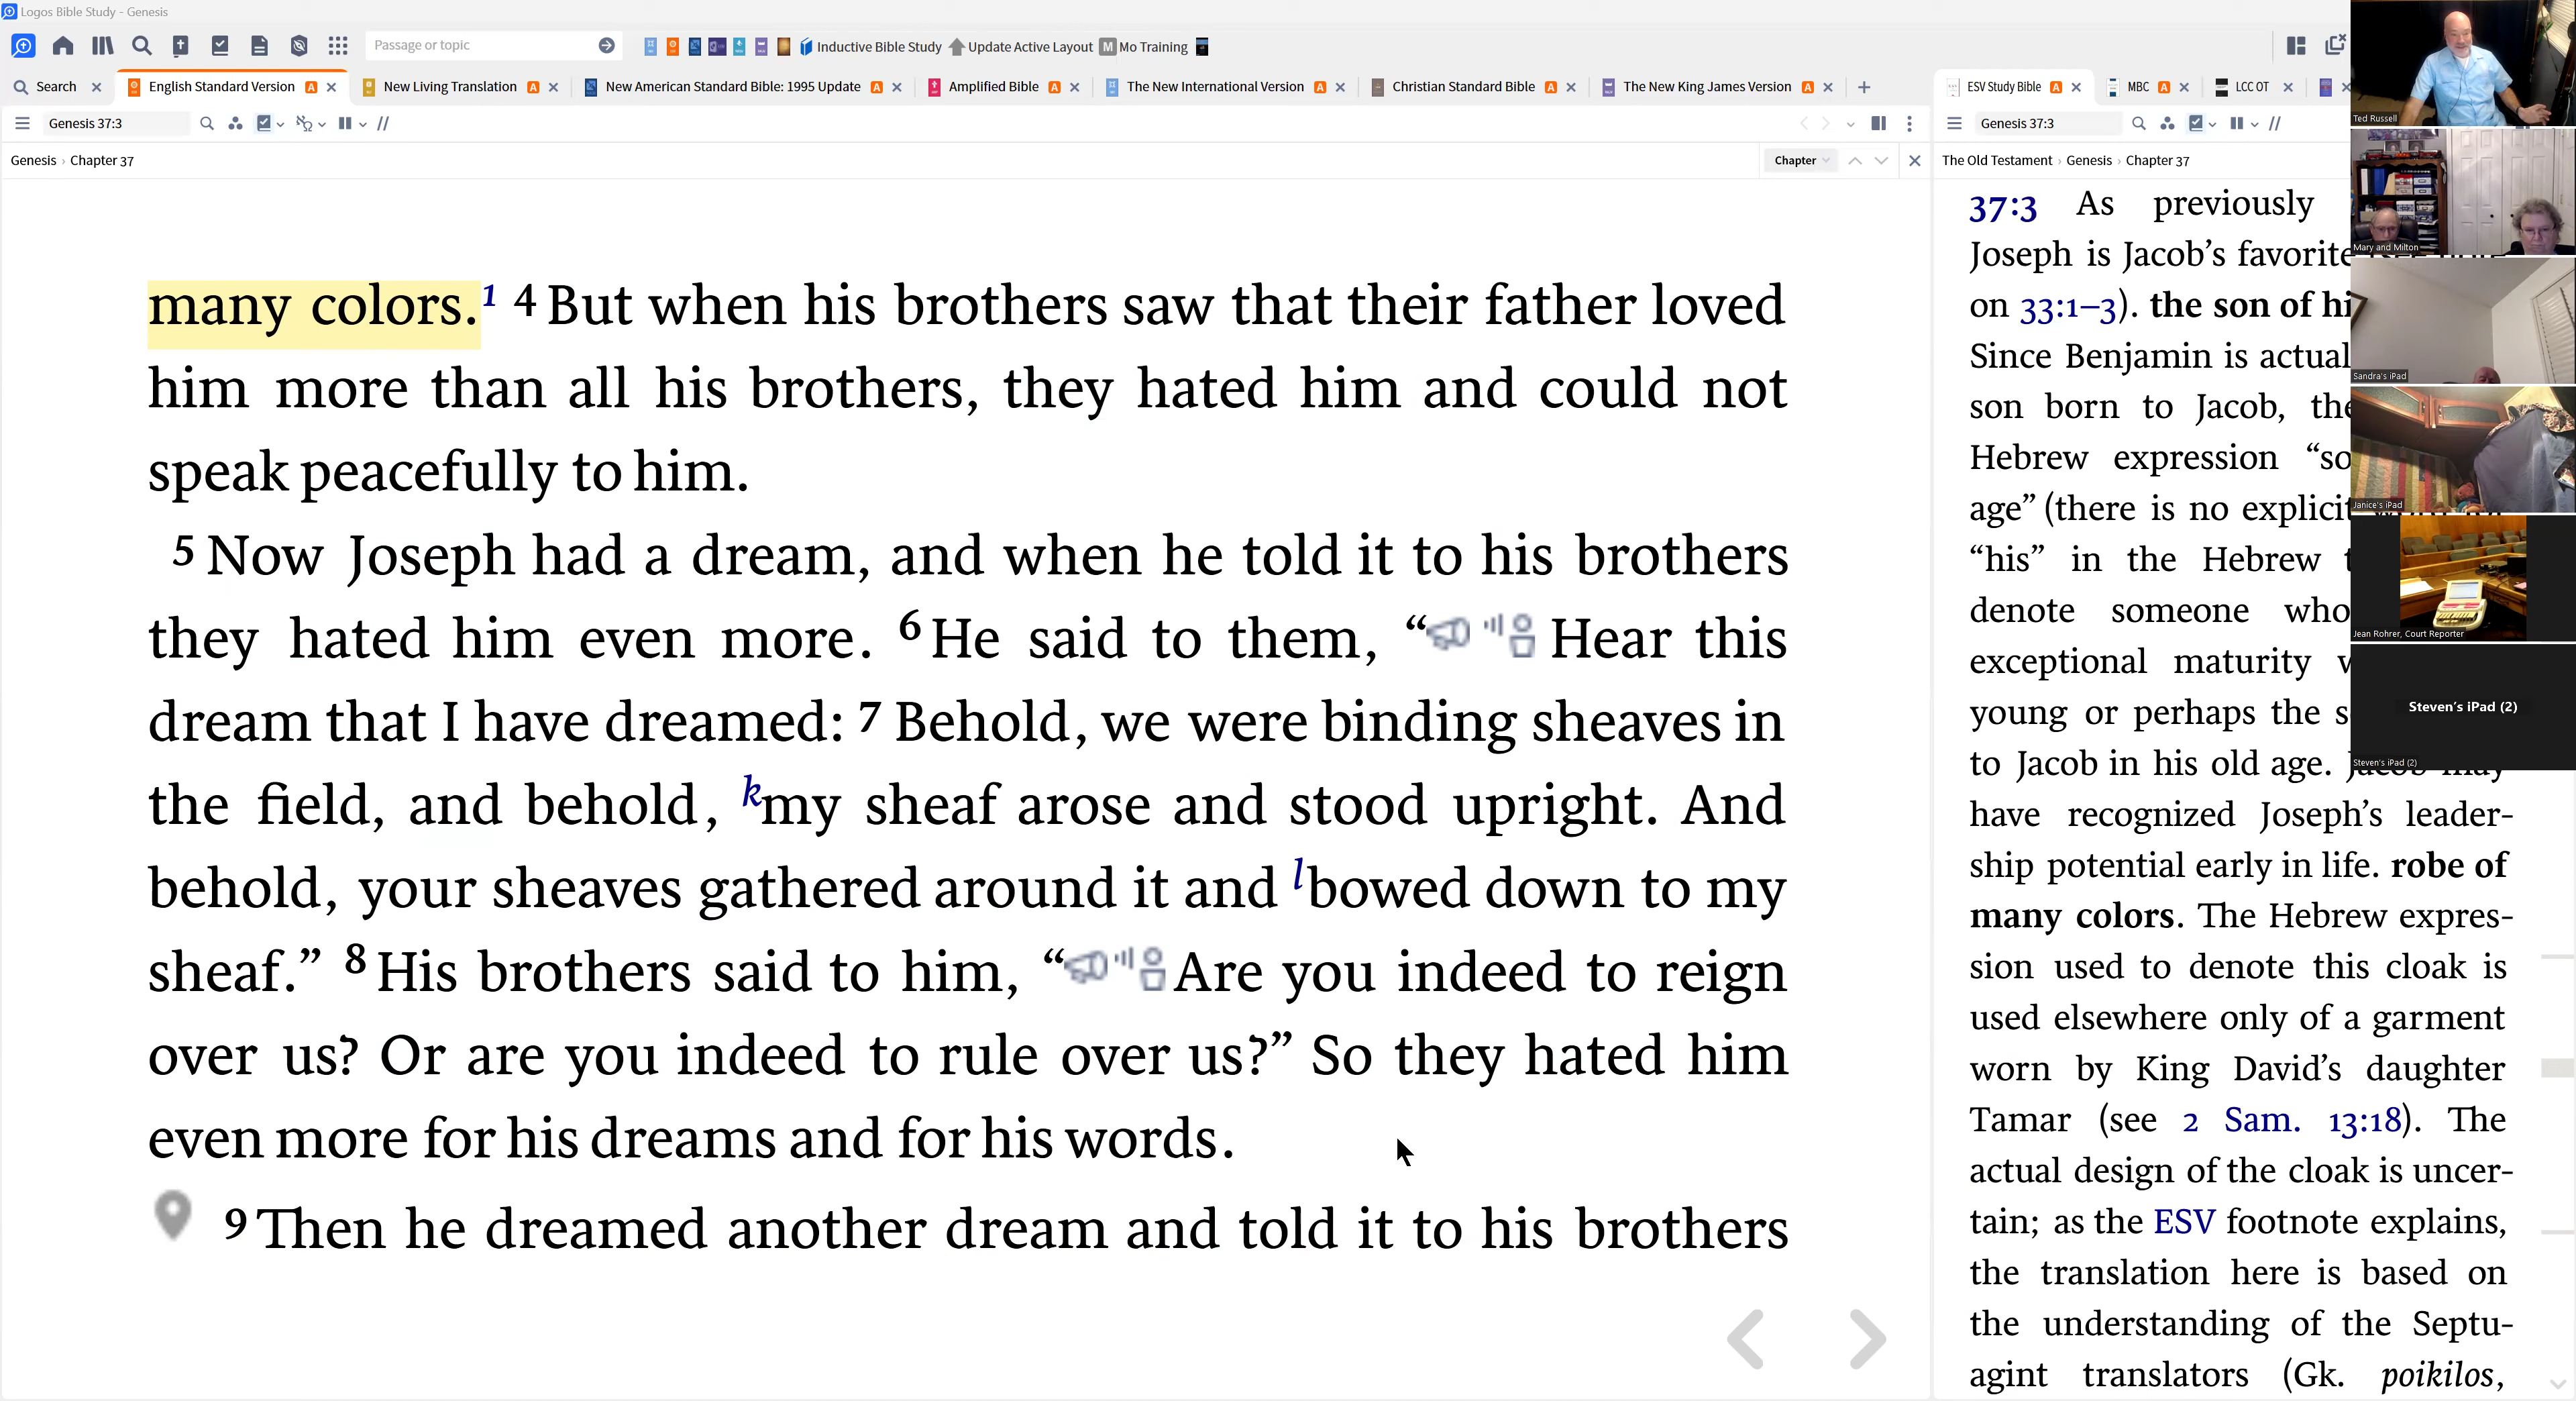 Logos Bible Study - Genesis
Passage or topic
Inductive Bible Study
Update Active Layout
M Mo Training
Search
English Standard Version A
New Living Translation A
New American Standard Bible: 1995 Update A
Amplified Bible A
The New International Version A
Christian Standard Bible A
The New King James Version A
ESV Study Bible A
MBC A
LCC OT
Genesis 37:3
Genesis 37:3
Genesis › Chapter 37
Chapter
The Old Testament › Genesis › Chapter 37
many colors.1 4 But when his brothers saw that their father loved
him more than all his brothers, they hated him and could not
speak peacefully to him.
5 Now Joseph had a dream, and when he told it to his brothers
they hated him even more. 6 He said to them, “Hear this
dream that I have dreamed: 7 Behold, we were binding sheaves in
the field, and behold, k my sheaf arose and stood upright. And
behold, your sheaves gathered around it and l bowed down to my
sheaf.” 8 His brothers said to him, “Are you indeed to reign
over us? Or are you indeed to rule over us?” So they hated him
even more for his dreams and for his words.
9 Then he dreamed another dream and told it to his brothers
37:3 As previously
Joseph is Jacob’s favorite
on 33:1–3). the son of
Since Benjamin is
son born to Jacob,
Hebrew expression
age” (there is no
“his” in the Hebrew
denote someone who
exceptional maturity
young or perhaps the
to Jacob in his old age. Jacob may
have recognized Joseph’s leader-
ship potential early in life. robe of
many colors. The Hebrew expres-
sion used to denote this cloak is
used elsewhere only of a garment
worn by King David’s daughter
Tamar (see 2 Sam. 13:18). The
actual design of the cloak is uncer-
tain; as the ESV footnote explains,
the translation here is based on
the understanding of the Septu-
agint translators (Gk. poikilos,
Ted Russell
Mary and Milton
Sandra's iPad
Janice's iPad
Jean Rohrer, Court Reporter
Steven's iPad (2)
Steven's iPad (2)